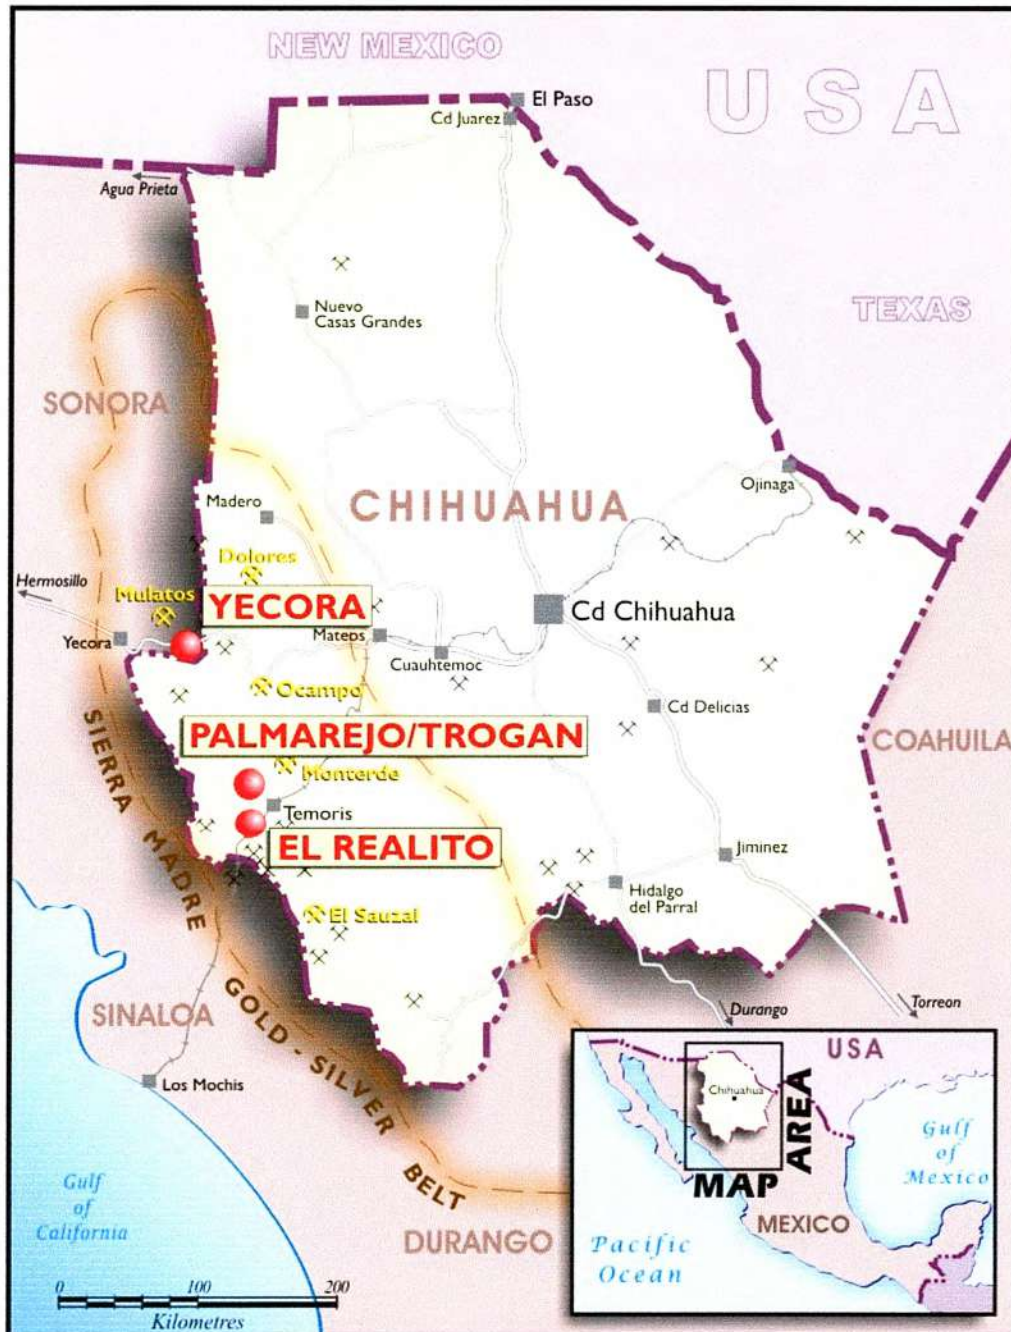 NEW MEXICO
USA
El Paso
Cd Juarez
Agua Prieta
Nuevo
Casas Grandes
TEXAS
SONORA
Ojinaga
Madero
CHIHUAHUA
Dolores
Hermosillo
Mulatos
YECORA
Cd Chihuahua
Yecora
Mateps
Cuauhtemoc
Ocampo
Cd Delicias
PALMAREJO/TROGAN
COAHUILA
Monterde
Temoris
EL REALITO
Jiminez
Hidalgo
del Parral
El Sauzal
SIERRA MADRE GOLD - SILVER BELT
SINALOA
Durango
Torreon
Los Mochis
USA
Chihuahua
MAP AREA
Gulf
of
Mexico
MEXICO
Pacific
Ocean
Gulf
of
California
DURANGO
0 100 200
Kilometres